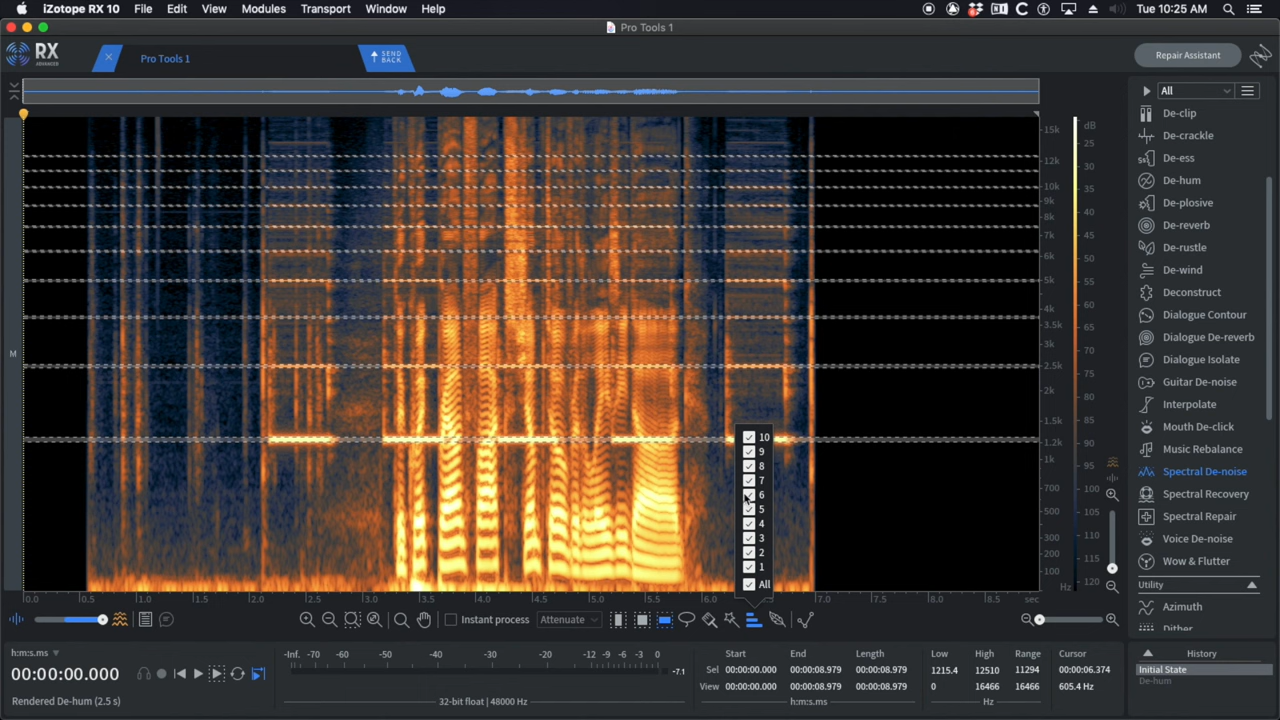 iZotope RX 10 File Edit View Modules Transport Window Help Tue 10:25 AM
Pro Tools 1
RX ADVANCED
Pro Tools 1
SEND BACK
Repair Assistant
All
De-clip
De-crackle
De-ess
De-hum
De-plosive
De-reverb
De-rustle
De-wind
Deconstruct
Dialogue Contour
Dialogue De-reverb
Dialogue Isolate
Guitar De-noise
Interpolate
Mouth De-click
Music Rebalance
Spectral De-noise
Spectral Recovery
Spectral Repair
Voice De-noise
Wow & Flutter
Utility
Azimuth
Dither
M
15k
12k
10k
9k
8k
7k
6k
5k
4k
3.5k
3k
2.5k
2k
1.5k
1.2k
1k
700
500
300
200
100
Hz
dB
25
30
35
40
45
50
55
60
65
70
75
80
85
90
95
100
105
110
115
120
10
9
8
7
6
5
4
3
2
1
All
0.0 0.5 1.0 1.5 2.0 2.5 3.0 3.5 4.0 4.5 5.0 5.5 6.0 7.0 7.5 8.0 8.5 sec
Instant process Attenuate
h:m:s.ms
00:00:00.000
Rendered De-hum (2.5 s)
-Inf. -70 -60 -50 -40 -30 -20 -12 -9 -6 -3 0
-7.1
32-bit float | 48000 Hz
Start End Length Low High Range Cursor
Sel 00:00:00.000 00:00:08.979 00:00:08.979 1215.4 12510 11294 00:00:06.374
View 00:00:00.000 00:00:08.979 00:00:08.979 0 16466 16466 605.4 Hz
h:m:s.ms Hz
History
Initial State
De-hum